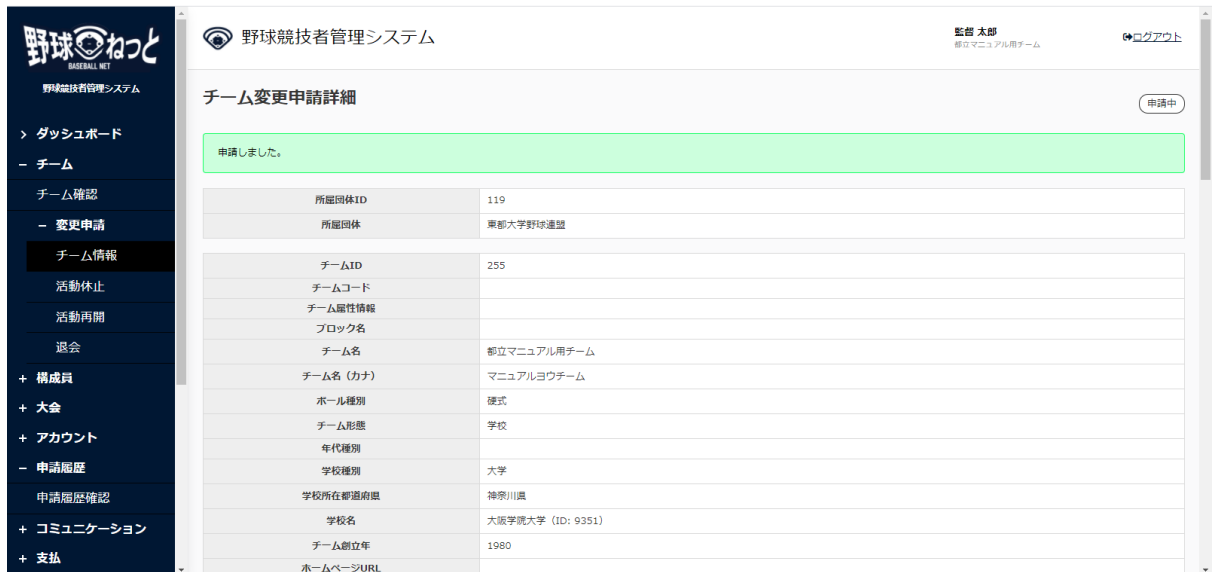 野球ねっと
BASEBALL NET
野球競技者管理システム
ダッシュボード
チーム
チーム確認
変更申請
チーム情報
活動休止
活動再開
退会
構成員
大会
アカウント
申請履歴
申請履歴確認
コミュニケーション
支払
野球競技者管理システム
監督 太郎
都立マニュアル用チーム
ログアウト
チーム変更申請詳細
申請中
申請しました。
所属団体ID 119
所属団体 東都大学野球連盟
チームID 255
チームコード
チーム属性情報
ブロック名
チーム名 都立マニュアル用チーム
チーム名（カナ） マニュアルヨウチーム
ボール種別 硬式
チーム形態 学校
年代種別
学校種別 大学
学校所在都道府県 神奈川県
学校名 大阪学院大学（ID: 9351）
チーム創立年 1980
ホームページURL